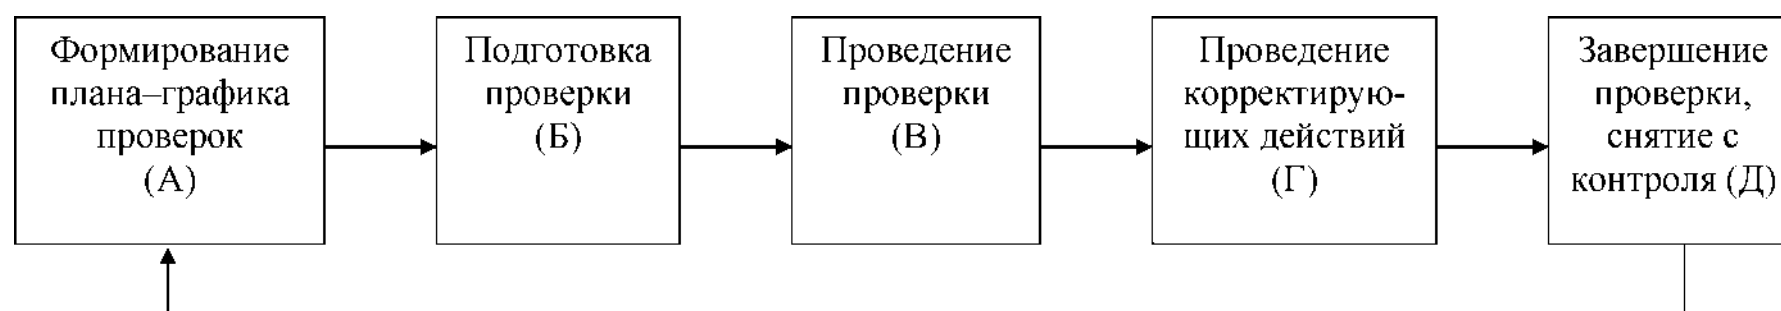 Формирование
плана–графика
проверок
(А)
Подготовка
проверки
(Б)
Проведение
проверки
(В)
Проведение
корректирую-
щих действий
(Г)
Завершение
проверки,
снятие с
контроля (Д)